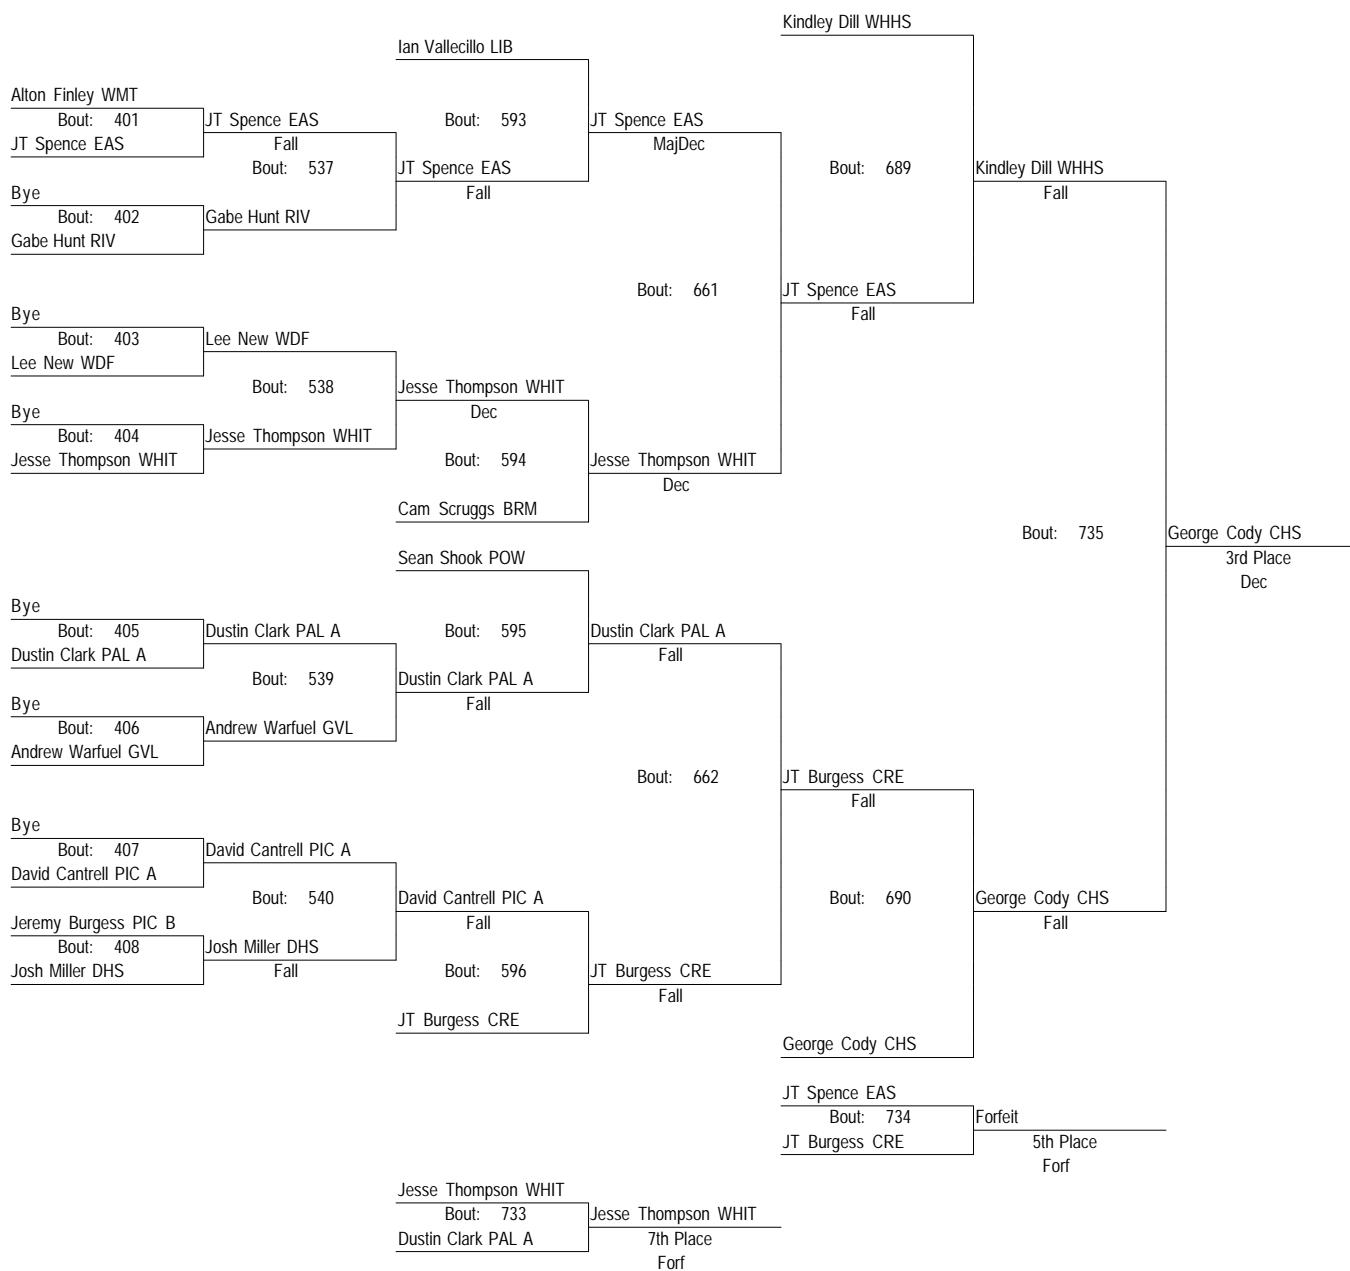 Kindley Dill WHHS
Ian Vallecillo LIB
Alton Finley WMT
Bout: 401
JT Spence EAS
JT Spence EAS
Fall
Bout: 593
JT Spence EAS
MajDec
Bout: 537
JT Spence EAS
Fall
Bout: 689
Kindley Dill WHHS
Fall
Bye
Bout: 402
Gabe Hunt RIV
Gabe Hunt RIV
Bout: 661
JT Spence EAS
Fall
Bye
Bout: 403
Lee New WDF
Lee New WDF
Bout: 538
Jesse Thompson WHIT
Dec
Bye
Bout: 404
Jesse Thompson WHIT
Jesse Thompson WHIT
Bout: 594
Jesse Thompson WHIT
Dec
Cam Scruggs BRM
Bout: 735
George Cody CHS
3rd Place
Dec
Sean Shook POW
Bye
Bout: 405
Dustin Clark PAL A
Dustin Clark PAL A
Bout: 595
Dustin Clark PAL A
Fall
Bout: 539
Dustin Clark PAL A
Fall
Bye
Bout: 406
Andrew Warfuel GVL
Andrew Warfuel GVL
Bout: 662
JT Burgess CRE
Fall
Bye
Bout: 407
David Cantrell PIC A
David Cantrell PIC A
Bout: 540
David Cantrell PIC A
Fall
Bout: 690
George Cody CHS
Fall
Jeremy Burgess PIC B
Bout: 408
Josh Miller DHS
Josh Miller DHS
Fall
Bout: 596
JT Burgess CRE
Fall
JT Burgess CRE
George Cody CHS
JT Spence EAS
Bout: 734
JT Burgess CRE
Forfeit
5th Place
Forf
Jesse Thompson WHIT
Bout: 733
Dustin Clark PAL A
Jesse Thompson WHIT
7th Place
Forf